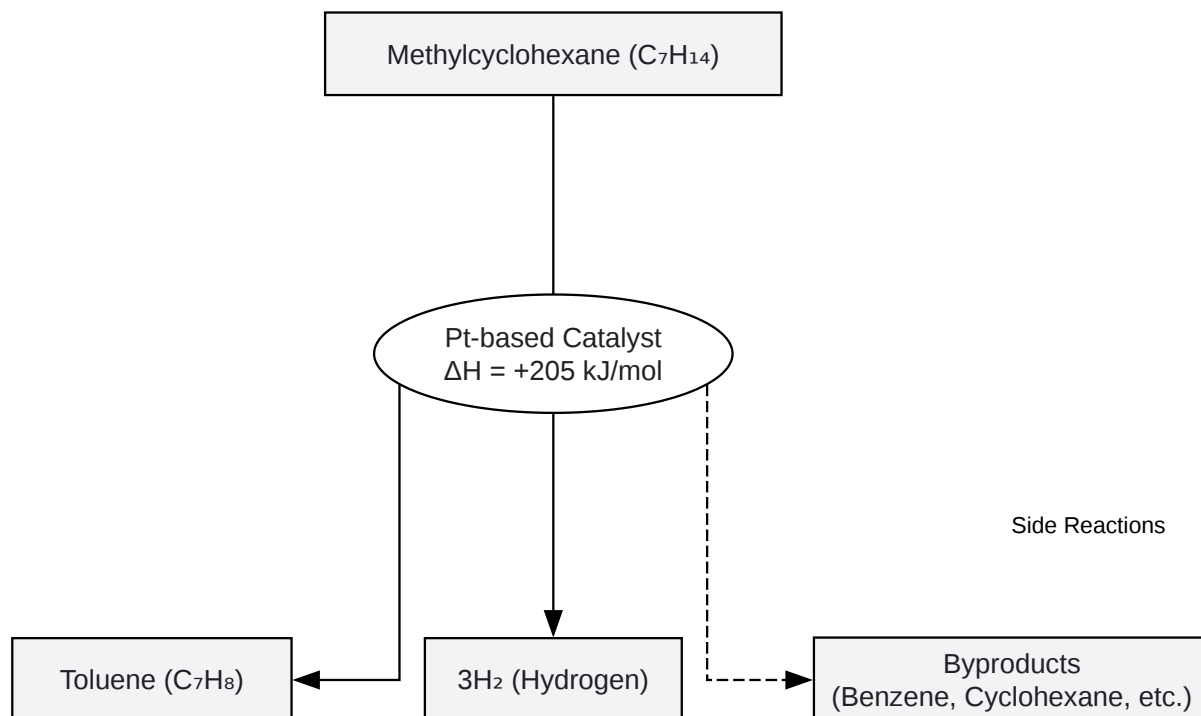 Methylcyclohexane (C₇H₁₄)
Pt-based Catalyst
ΔH = +205 kJ/mol
Side Reactions
Toluene (C₇H₈)
3H₂ (Hydrogen)
Byproducts
(Benzene, Cyclohexane, etc.)